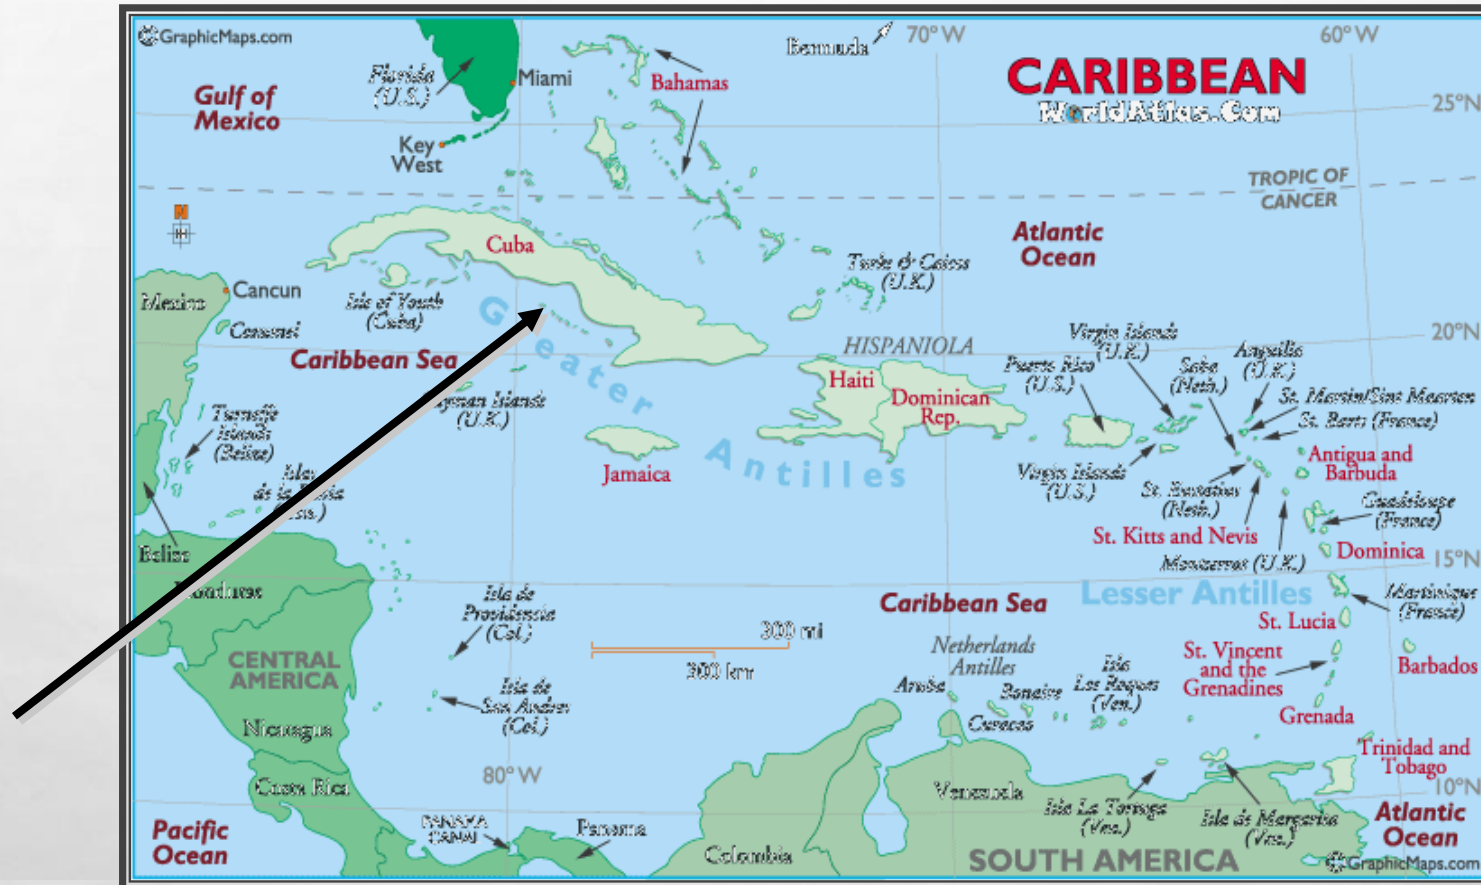 ©GraphicMaps.com
Gulf of
Mexico
Florida
(U.S.)
Miami
Key
West
Bahamas
Bermuda
70° W
60° W
CARIBBEAN
WorldAtlas.Com
25°N
TROPIC OF
CANCER
N
Atlantic
Ocean
Cuba
Turks & Caicos
(U.K.)
Mexico
Cancun
Cozumel
Isle of Youth
(Cuba)
Greater
Antilles
Caribbean Sea
20°N
HISPANIOLA
Haiti
Dominican
Rep.
Puerto Rico
(U.S.)
Virgin Islands
(U.K.)
Saba
(Neth.)
Anguilla
(U.K.)
St. Martin/Sint Maarten
St. Barts (France)
Antigua and
Barbuda
Guadeloupe
(France)
Turneffe
Islands
(Belize)
Islands
(U.K.)
Jamaica
Virgin Islands
(U.S.)
St. Eustatius
(Neth.)
St. Kitts and Nevis
Montserrat (U.K.)
Dominica
15°N
Isla
de la
Belize
Honduras
Lesser Antilles
Martinique
(France)
St. Lucia
Caribbean Sea
Isla de
Providencia
(Col.)
300 mi
300 km
Netherlands
Antilles
St. Vincent
and the
Grenadines
Barbados
CENTRAL
AMERICA
Isla de
San Andres
(Col.)
Aruba
Bonaire
Curacao
Isla
Los Roques
(Ven.)
Grenada
Nicaragua
Trinidad and
Tobago
80° W
10°N
Costa Rica
Venezuela
Isla La Tortuga
(Ven.)
Isla de Margarita
(Ven.)
Atlantic
Ocean
Pacific
Ocean
PANAMA
CANAL
Panama
Colombia
SOUTH AMERICA
©GraphicMaps.com